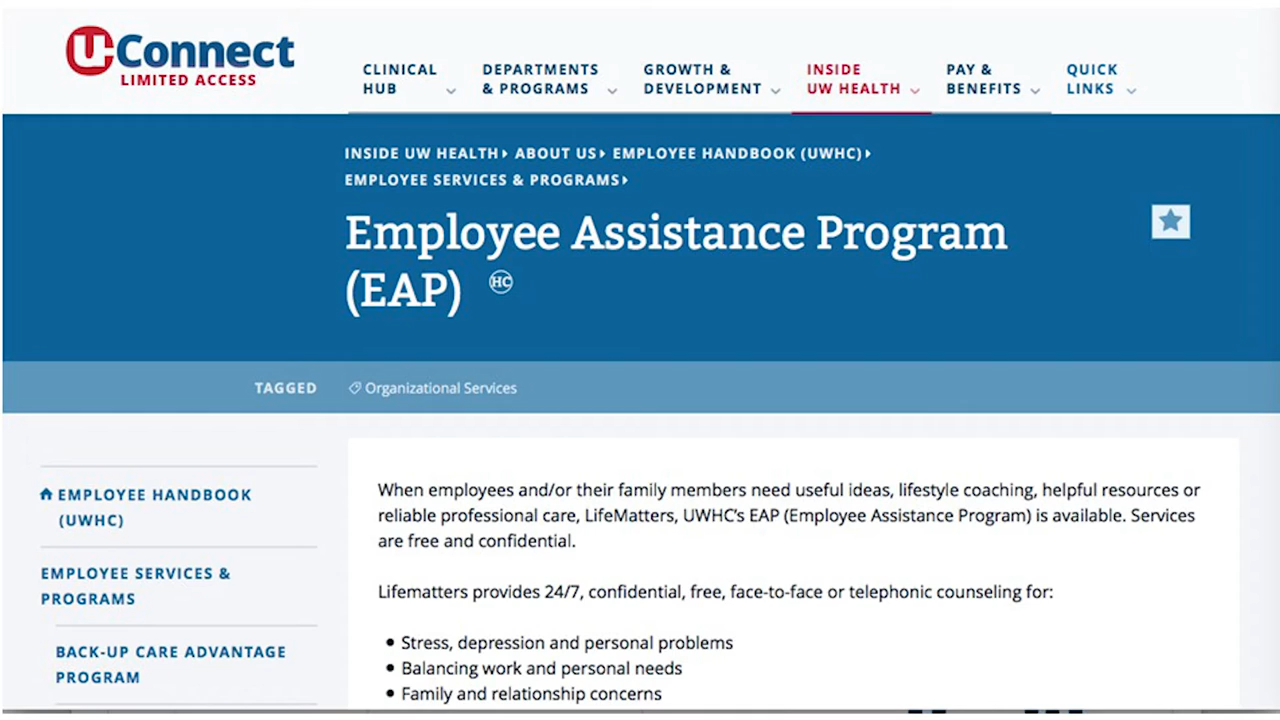 UConnect
LIMITED ACCESS
CLINICAL
HUB
DEPARTMENTS
& PROGRAMS
GROWTH &
DEVELOPMENT
INSIDE
UW HEALTH
PAY &
BENEFITS
QUICK
LINKS
INSIDE UW HEALTH ABOUT US EMPLOYEE HANDBOOK (UWHC)
EMPLOYEE SERVICES & PROGRAMS
Employee Assistance Program
(EAP) HC
TAGGED Organizational Services
EMPLOYEE HANDBOOK
(UWHC)
EMPLOYEE SERVICES &
PROGRAMS
BACK-UP CARE ADVANTAGE
PROGRAM
When employees and/or their family members need useful ideas, lifestyle coaching, helpful resources or
reliable professional care, LifeMatters, UWHC's EAP (Employee Assistance Program) is available. Services
are free and confidential.
Lifematters provides 24/7, confidential, free, face-to-face or telephonic counseling for:
• Stress, depression and personal problems
• Balancing work and personal needs
• Family and relationship concerns